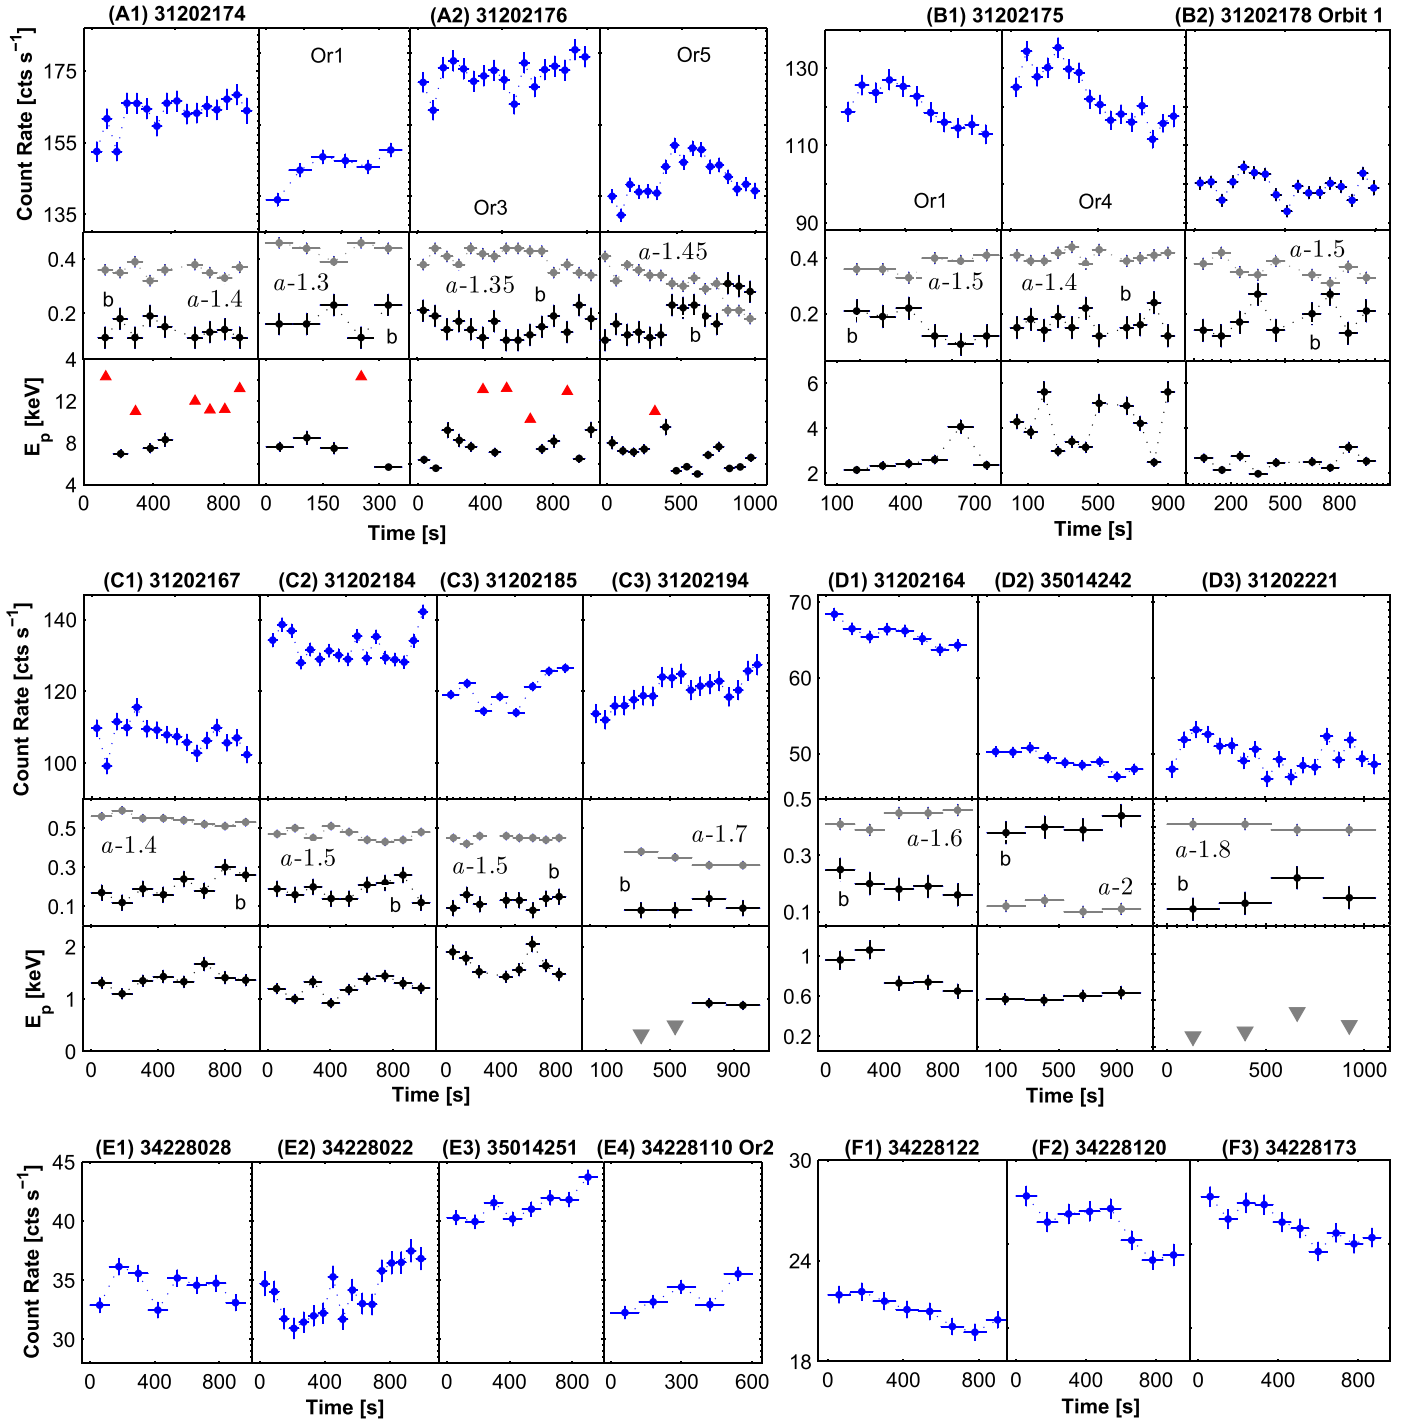 (A1) 31202174 (A2) 31202176 (B1) 31202175 (B2) 31202178 Orbit 1
Count Rate [cts s⁻¹]
175
155
135
Or1
Or3
Or5
130
110
90
Or1
Or4
0.4
0.2
b
a-1.4
a-1.3
b
a-1.35
b
a-1.45
b
0.4
0.2
b
a-1.5
a-1.4
b
a-1.5
b
E_p [keV]
4
12
8
4
6
4
2
0 400 800 0 150 300 0 400 800 0 500 1000
Time [s]
100 400 700 100 500 900 0 200 600
Time [s]
(C1) 31202167 (C2) 31202184 (C3) 31202185 (C3) 31202194 (D1) 31202164 (D2) 35014242 (D3) 31202221
Count Rate [cts s⁻¹]
140
120
100
70
60
50
0.5
0.3
0.1
a-1.4
b
a-1.5
b
a-1.5
b
a-1.7
b
0.5
0.3
0.1
a-1.6
b
b
a-2
a-1.8
b
E_p [keV]
2
1
0
1
0.6
0.2
0 400 800 0 400 800 0 400 800 100 500 900
Time [s]
0 400 800 100 500 900 0 500 1000
Time [s]
(E1) 34228028 (E2) 34228022 (E3) 35014251 (E4) 34228110 Or2 (F1) 34228122 (F2) 34228120 (F3) 34228173
Count Rate [cts s⁻¹]
45
40
35
30
30
24
18
0 400 800 0 400 800 0 400 800 0 200 400 600
Time [s]
0 400 800 0 400 800 0 400 800
Time [s]